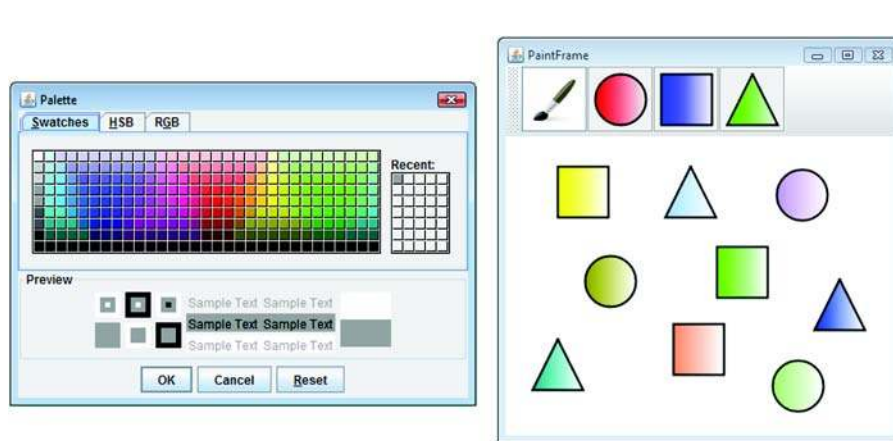 Palette
Swatches HSB RGB
Recent:
Preview
Sample Text Sample Text
Sample Text Sample Text
Sample Text Sample Text
OK Cancel Reset
PaintFrame